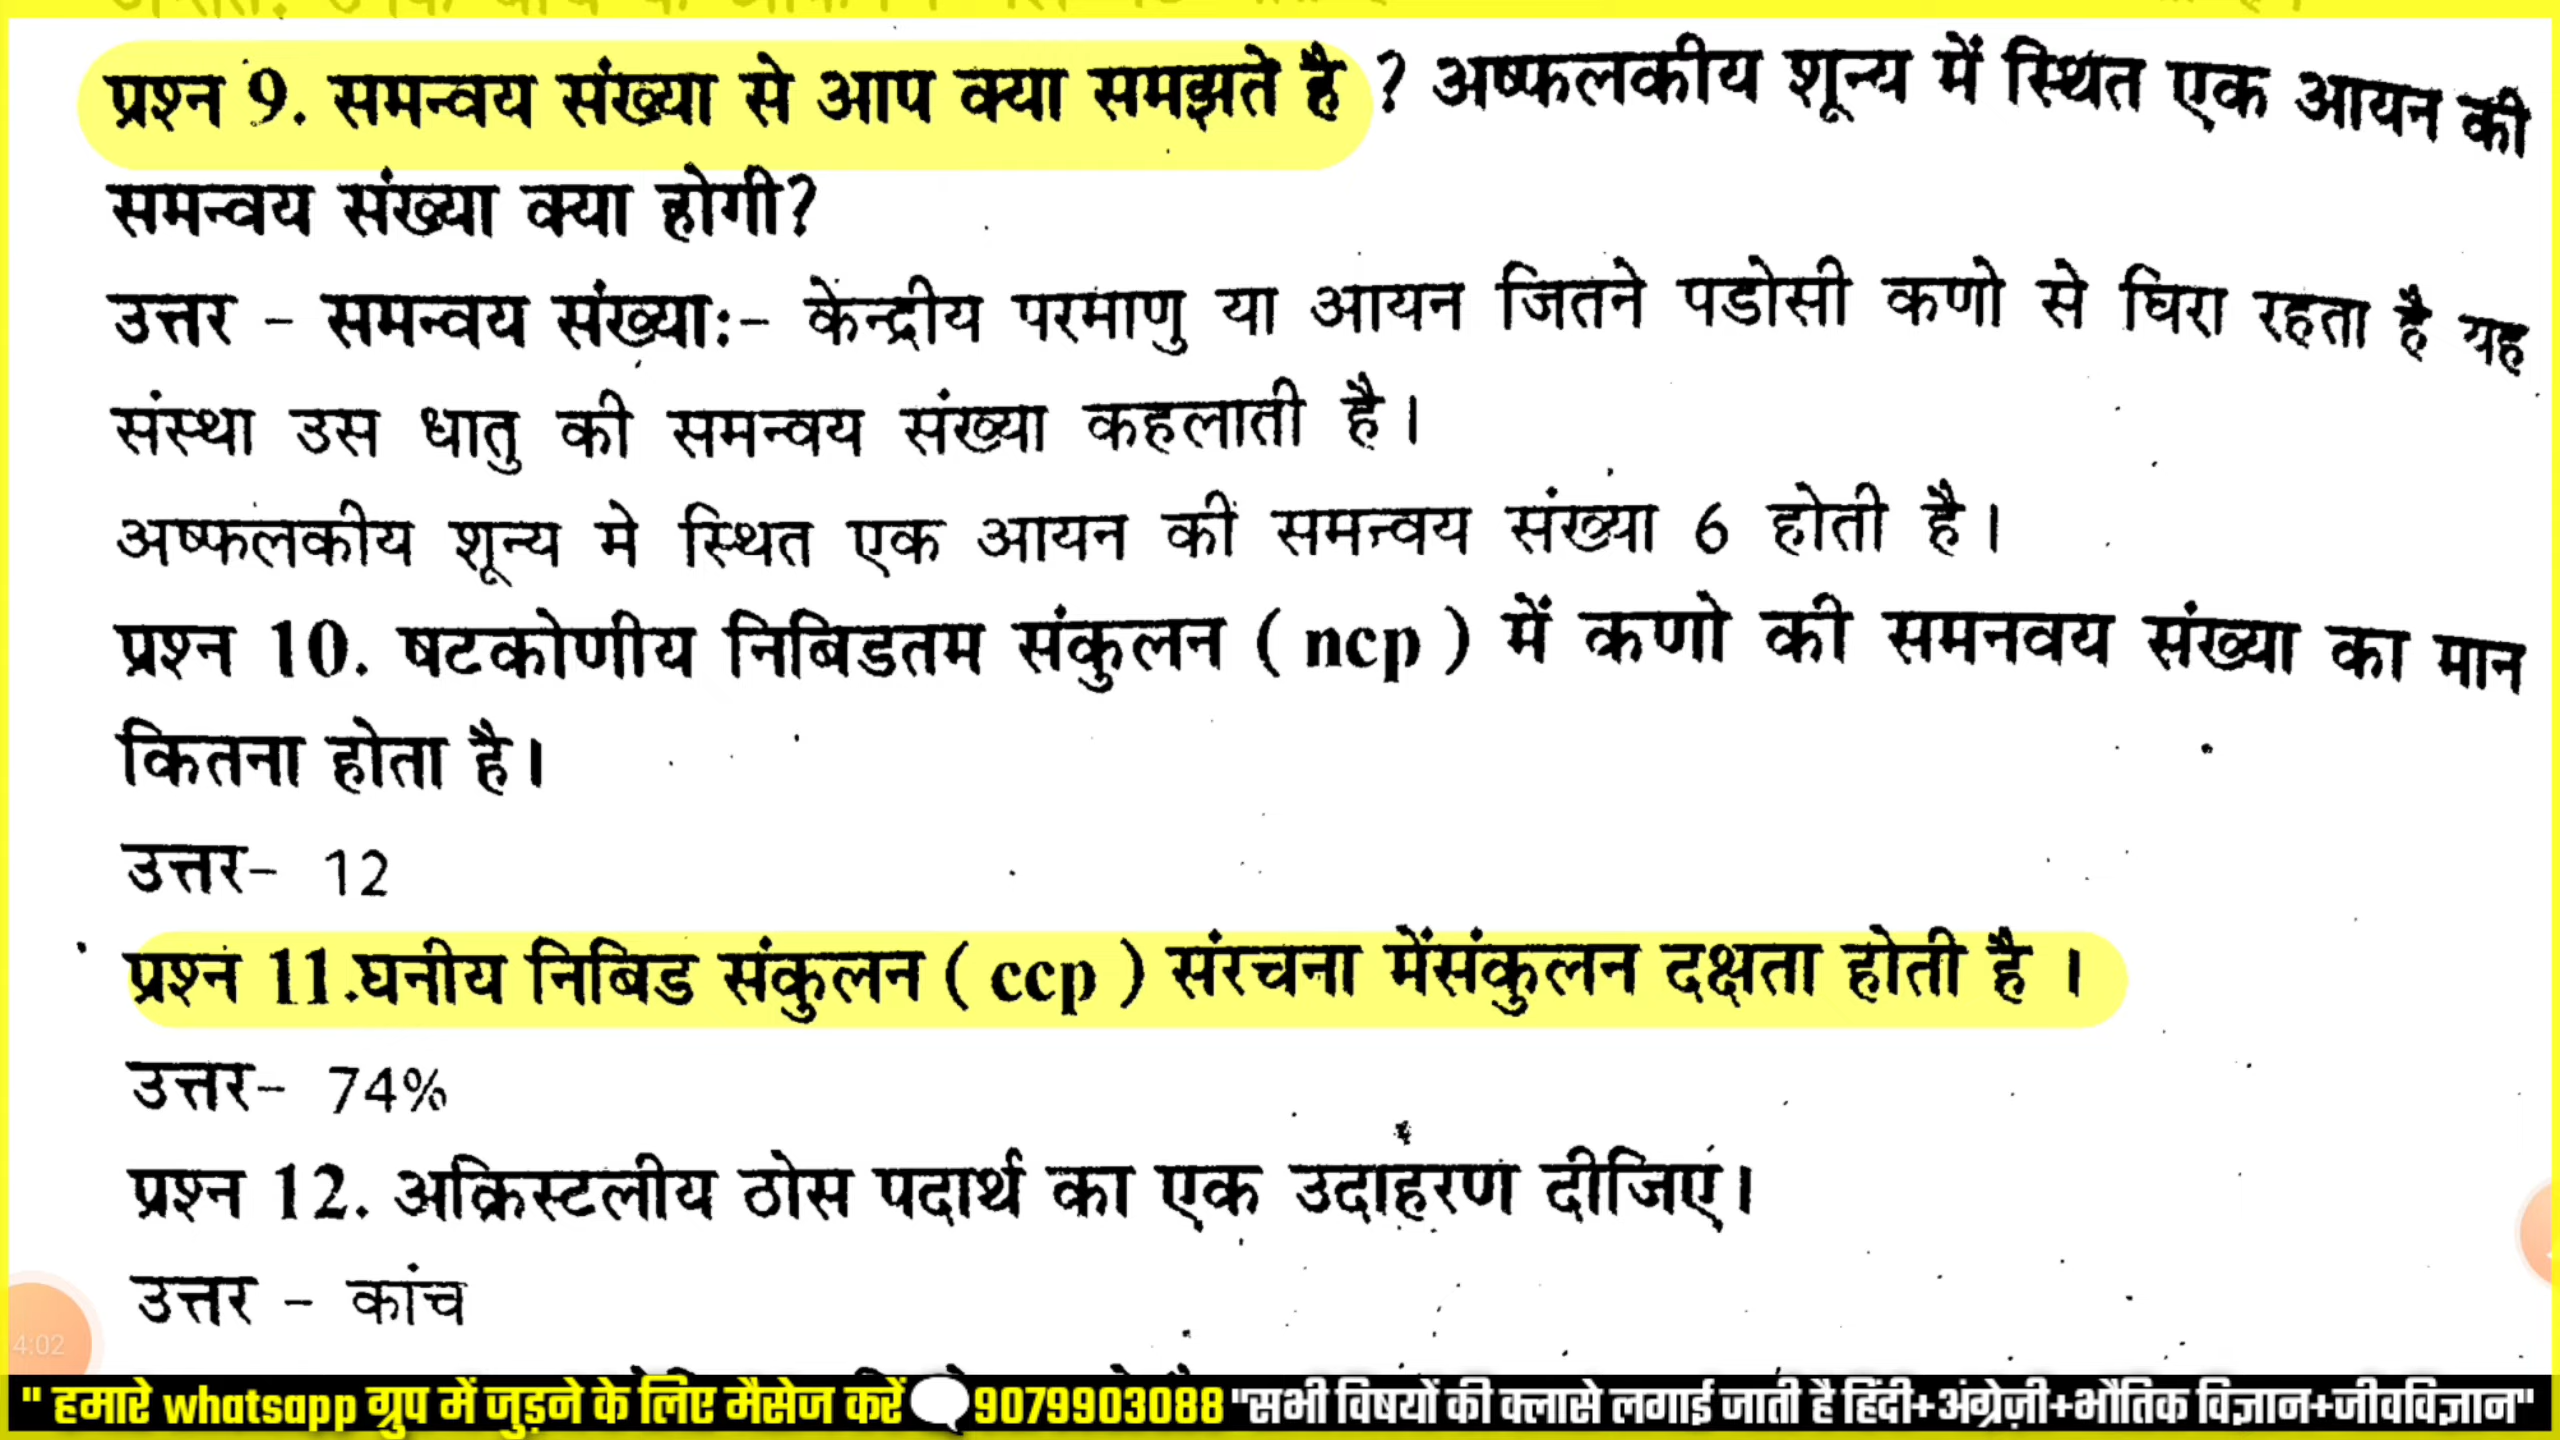 प्रश्न 9. समन्वय संख्या से आप क्या समझते है ? अष्फलकीय शून्य में स्थित एक आयन की
समन्वय संख्या क्या होगी?
उत्तर - समन्वय संख्याः- केन्द्रीय परमाणु या आयन जितने पडोसी कणो से घिरा रहता है यह
संस्था उस धातु की समन्वय संख्या कहलाती है।
अष्फलकीय शून्य मे स्थित एक आयन की समन्वय संख्या 6 होती है।
प्रश्न 10. षटकोणीय निबिडतम संकुलन ( ncp ) में कणो की समनवय संख्या का मान
कितना होता है।
उत्तर- 12
प्रश्न 11.घनीय निबिड संकुलन ( ccp ) संरचना मेंसंकुलन दक्षता होती है ।
उत्तर- 74%
प्रश्न 12. अक्रिस्टलीय ठोस पदार्थ का एक उदाहरण दीजिए।
उत्तर - कांच
4:02
" हमारे whatsapp ग्रुप में जुड़ने के लिए मैसेज करें 9079903088 "सभी विषयों की क्लासे लगाई जाती है हिंदी+अंग्रेज़ी+भौतिक विज्ञान+जीवविज्ञान"